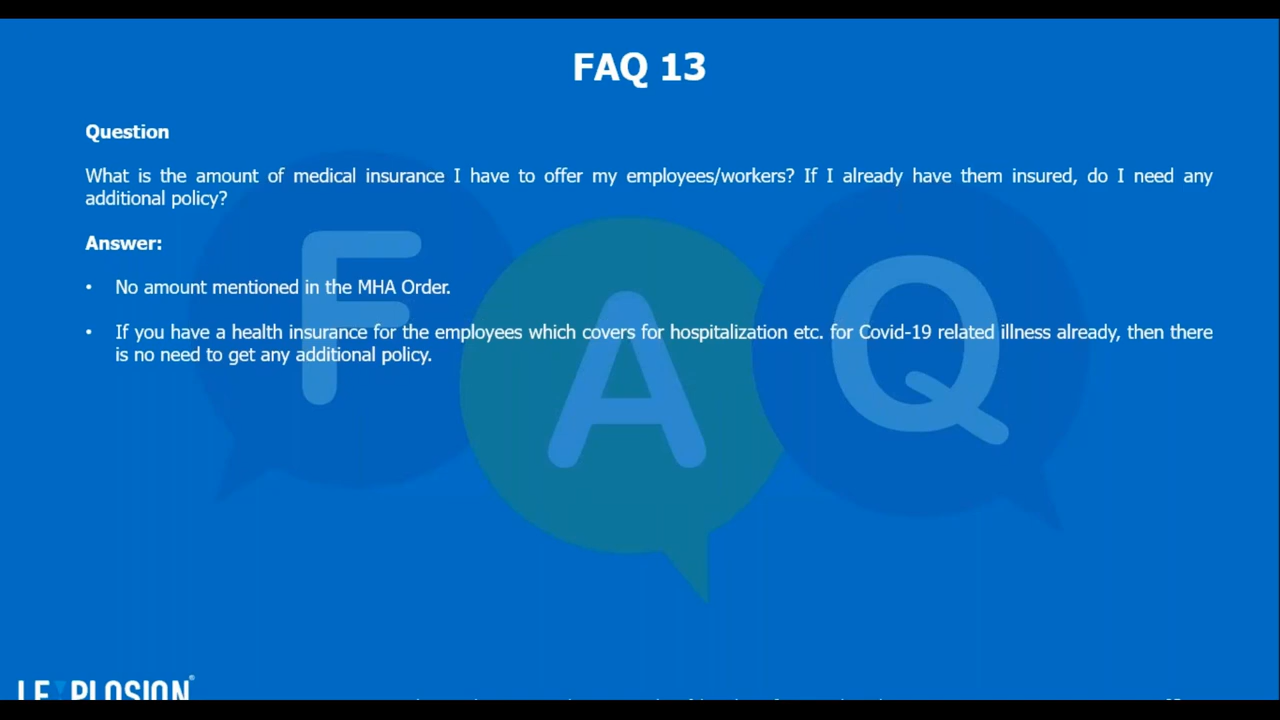 FAQ 13
Question
What is the amount of medical insurance I have to offer my employees/workers? If I already have them insured, do I need any
additional policy?
Answer:
• No amount mentioned in the MHA Order.
• If you have a health insurance for the employees which covers for hospitalization etc. for Covid-19 related illness already, then there
is no need to get any additional policy.
F A Q
LEXPLOSION®